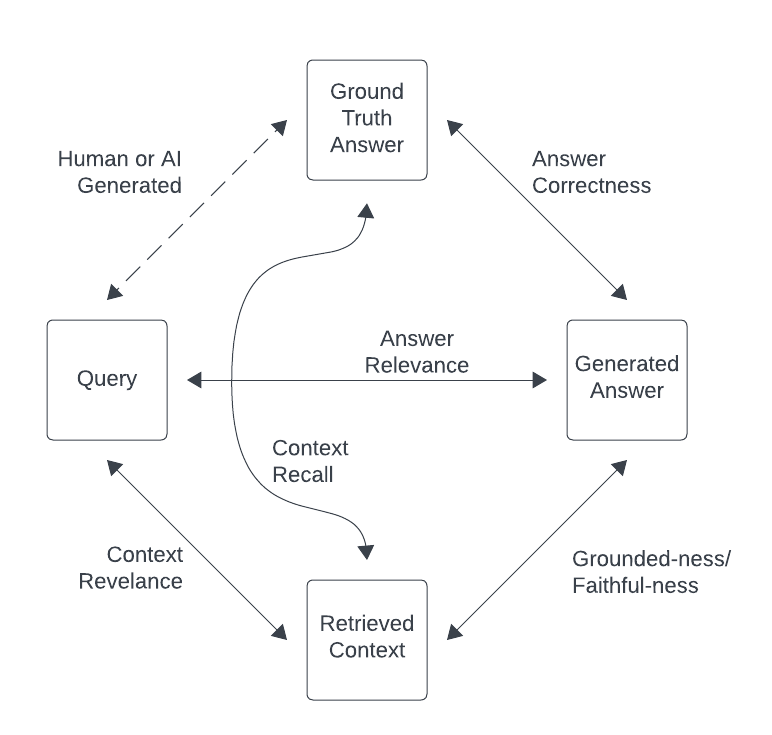 Ground
Truth
Answer
Human or AI
Generated
Answer
Correctness
Answer
Relevance
Query
Generated
Answer
Context
Recall
Context
Revelance
Grounded-ness/
Faithful-ness
Retrieved
Context